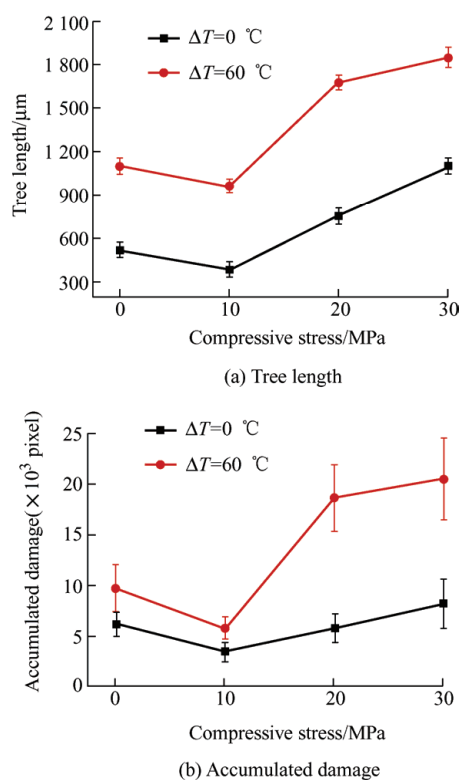 2 100
ΔT=0 ℃
ΔT=60 ℃
1 800
1 500
1 200
900
600
300
Tree length/μm
0 10 20 30
Compressive stress/MPa
(a) Tree length
25
ΔT=0 ℃
ΔT=60 ℃
20
15
10
5
0
Accumulated damage(×10³ pixel)
0 10 20 30
Compressive stress/MPa
(b) Accumulated damage